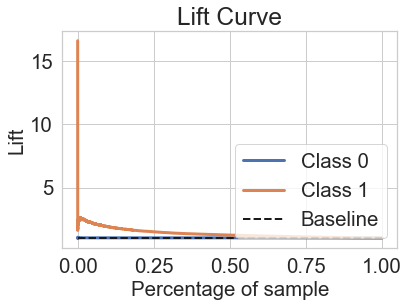 Lift Curve
15
10
5
Lift
Class 0
Class 1
Baseline
0.00 0.25 0.50 0.75 1.00
Percentage of sample